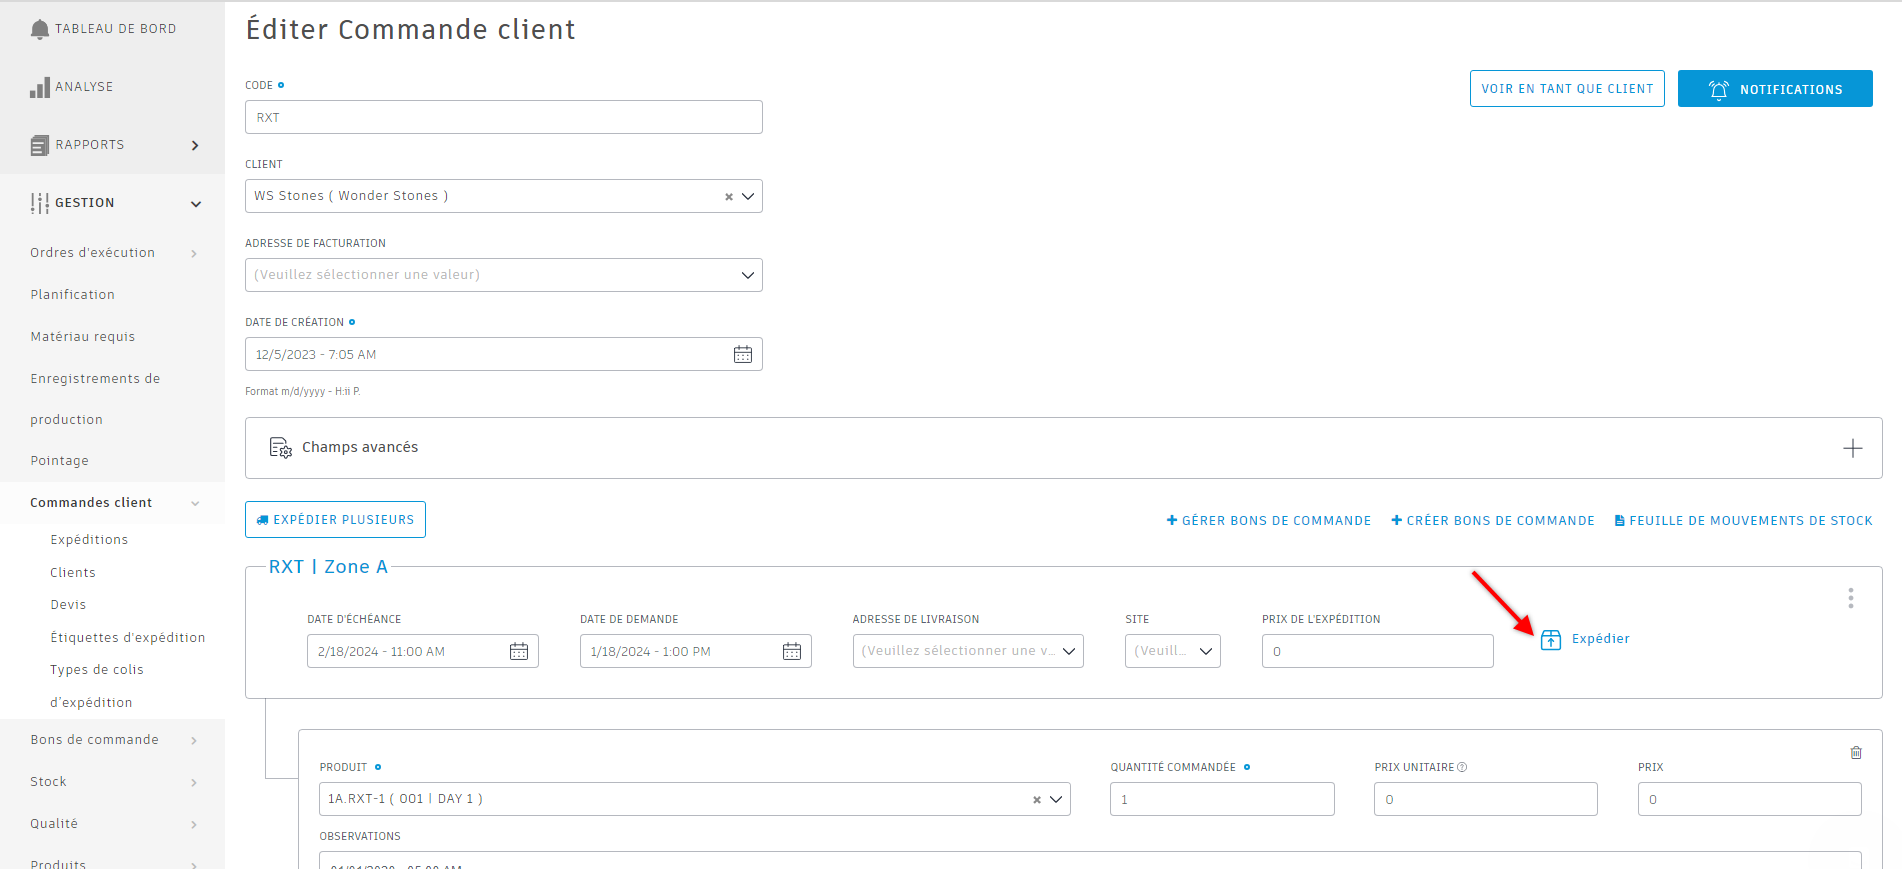 TABLEAU DE BORD
ANALYSE
RAPPORTS
GESTION
Ordres d'exécution
Planification
Matériau requis
Enregistrements de
production
Pointage
Commandes client
Expéditions
Clients
Devis
Étiquettes d'expédition
Types de colis
d'expédition
Bons de commande
Stock
Qualité
Produits
Éditer Commande client
VOIR EN TANT QUE CLIENT
NOTIFICATIONS
CODE
RXT
CLIENT
WS Stones ( Wonder Stones )
ADRESSE DE FACTURATION
(Veuillez sélectionner une valeur)
DATE DE CRÉATION
12/5/2023 - 7:05 AM
Format m/d/yyyy - H:ii P.
Champs avancés
EXPÉDIER PLUSIEURS
GÉRER BONS DE COMMANDE
CRÉER BONS DE COMMANDE
FEUILLE DE MOUVEMENTS DE STOCK
RXT | Zone A
DATE D'ÉCHÉANCE
2/18/2024 - 11:00 AM
DATE DE DEMANDE
1/18/2024 - 1:00 PM
ADRESSE DE LIVRAISON
(Veuillez sélectionner une v...
SITE
(Veuill...
PRIX DE L'EXPÉDITION
0
Expédier
PRODUIT
1A.RXT-1 ( 001 | DAY 1 )
QUANTITÉ COMMANDÉE
1
PRIX UNITAIRE
0
PRIX
0
OBSERVATIONS